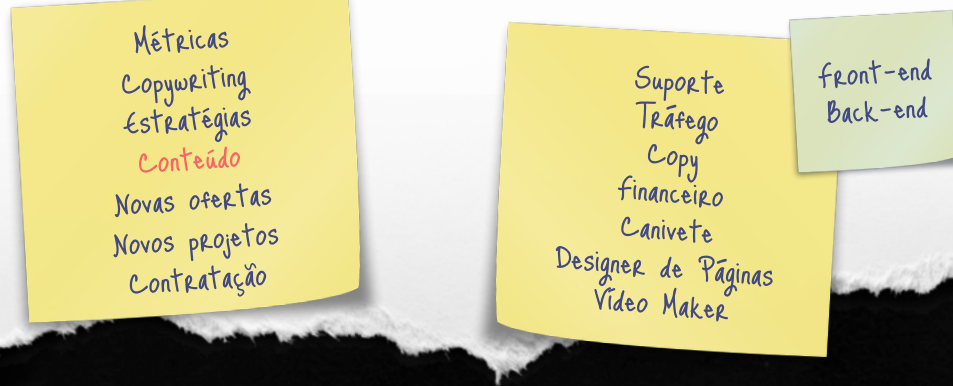 Métricas
Copywriting
Estratégias
Conteúdo
Novas ofertas
Novos projetos
Contratação
Suporte
Tráfego
Copy
Financeiro
Canivete
Designer de Páginas
Vídeo Maker
Front-end
Back-end